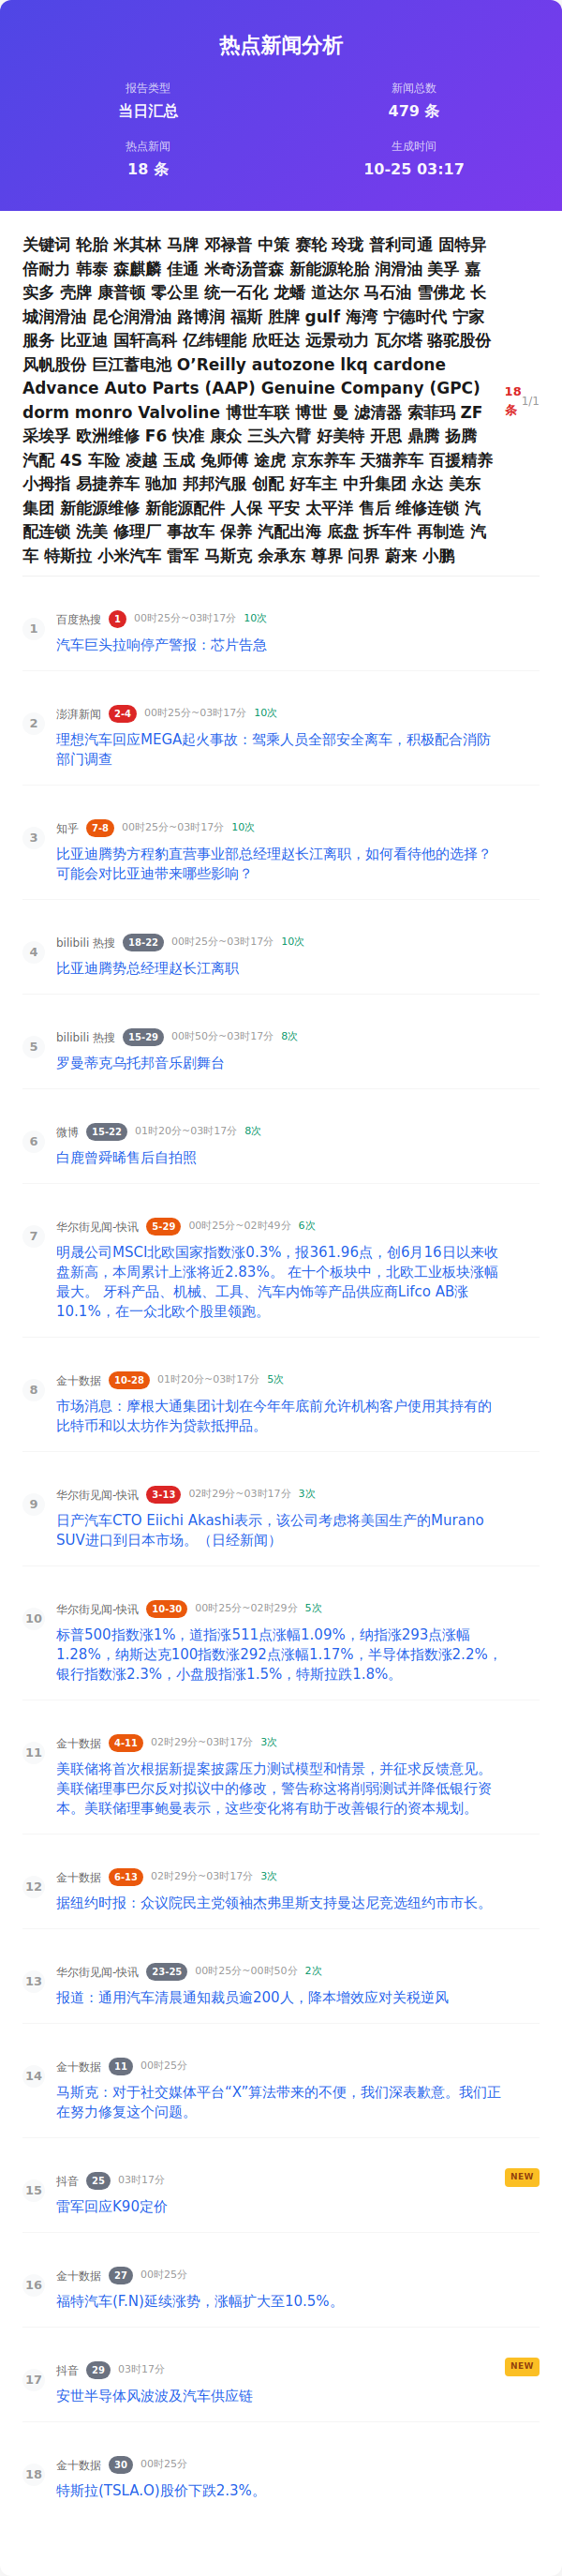 热点新闻分析
报告类型
当日汇总
新闻总数
479 条
热点新闻
18 条
生成时间
10-25 03:17
关键词 轮胎 米其林 马牌 邓禄普 中策 赛轮 玲珑 普利司通 固特异
倍耐力 韩泰 森麒麟 佳通 米奇汤普森 新能源轮胎 润滑油 美孚 嘉
实多 壳牌 康普顿 零公里 统一石化 龙蟠 道达尔 马石油 雪佛龙 长
城润滑油 昆仑润滑油 路博润 福斯 胜牌 gulf 海湾 宁德时代 宁家
服务 比亚迪 国轩高科 亿纬锂能 欣旺达 远景动力 瓦尔塔 骆驼股份
风帆股份 巨江蓄电池 O’Reilly autozone lkq cardone
Advance Auto Parts (AAP) Genuine Company (GPC)
dorm monro Valvoline 博世车联 博世 曼 滤清器 索菲玛 ZF
采埃孚 欧洲维修 F6 快准 康众 三头六臂 好美特 开思 鼎腾 扬腾
汽配 4S 车险 凌越 玉成 兔师傅 途虎 京东养车 天猫养车 百援精养
小拇指 易捷养车 驰加 邦邦汽服 创配 好车主 中升集团 永达 美东
集团 新能源维修 新能源配件 人保 平安 太平洋 售后 维修连锁 汽
配连锁 洗美 修理厂 事故车 保养 汽配出海 底盘 拆车件 再制造 汽
车 特斯拉 小米汽车 雷军 马斯克 余承东 尊界 问界 蔚来 小鹏
18
条
1/1
1
百度热搜 1 00时25分~03时17分 10次
汽车巨头拉响停产警报：芯片告急
2
澎湃新闻 2-4 00时25分~03时17分 10次
理想汽车回应MEGA起火事故：驾乘人员全部安全离车，积极配合消防
部门调查
3
知乎 7-8 00时25分~03时17分 10次
比亚迪腾势方程豹直营事业部总经理赵长江离职，如何看待他的选择？
可能会对比亚迪带来哪些影响？
4
bilibili 热搜 18-22 00时25分~03时17分 10次
比亚迪腾势总经理赵长江离职
5
bilibili 热搜 15-29 00时50分~03时17分 8次
罗曼蒂克乌托邦音乐剧舞台
6
微博 15-22 01时20分~03时17分 8次
白鹿曾舜晞售后自拍照
7
华尔街见闻-快讯 5-29 00时25分~02时49分 6次
明晟公司MSCI北欧国家指数涨0.3%，报361.96点，创6月16日以来收
盘新高，本周累计上涨将近2.83%。 在十个板块中，北欧工业板块涨幅
最大。 牙科产品、机械、工具、汽车内饰等产品供应商Lifco AB涨
10.1%，在一众北欧个股里领跑。
8
金十数据 10-28 01时20分~03时17分 5次
市场消息：摩根大通集团计划在今年年底前允许机构客户使用其持有的
比特币和以太坊作为贷款抵押品。
9
华尔街见闻-快讯 3-13 02时29分~03时17分 3次
日产汽车CTO Eiichi Akashi表示，该公司考虑将美国生产的Murano
SUV进口到日本市场。（日经新闻）
10
华尔街见闻-快讯 10-30 00时25分~02时29分 5次
标普500指数涨1%，道指涨511点涨幅1.09%，纳指涨293点涨幅
1.28%，纳斯达克100指数涨292点涨幅1.17%，半导体指数涨2.2%，
银行指数涨2.3%，小盘股指涨1.5%，特斯拉跌1.8%。
11
金十数据 4-11 02时29分~03时17分 3次
美联储将首次根据新提案披露压力测试模型和情景，并征求反馈意见。
美联储理事巴尔反对拟议中的修改，警告称这将削弱测试并降低银行资
本。美联储理事鲍曼表示，这些变化将有助于改善银行的资本规划。
12
金十数据 6-13 02时29分~03时17分 3次
据纽约时报：众议院民主党领袖杰弗里斯支持曼达尼竞选纽约市市长。
13
华尔街见闻-快讯 23-25 00时25分~00时50分 2次
报道：通用汽车清晨通知裁员逾200人，降本增效应对关税逆风
14
金十数据 11 00时25分
马斯克：对于社交媒体平台“X”算法带来的不便，我们深表歉意。我们正
在努力修复这个问题。
15
抖音 25 03时17分
NEW
雷军回应K90定价
16
金十数据 27 00时25分
福特汽车(F.N)延续涨势，涨幅扩大至10.5%。
17
抖音 29 03时17分
NEW
安世半导体风波波及汽车供应链
18
金十数据 30 00时25分
特斯拉(TSLA.O)股价下跌2.3%。